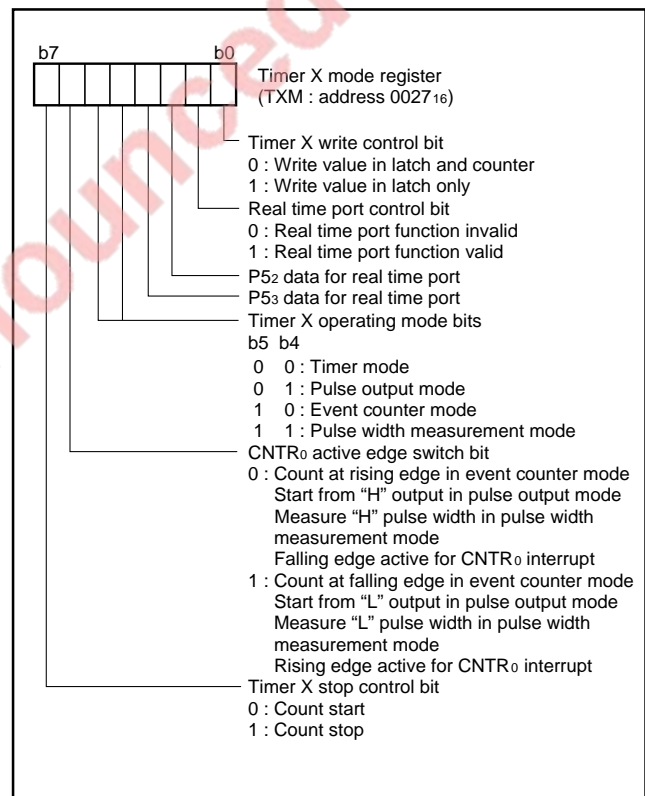 b7 b0
Timer X mode register
(TXM : address 002716)
Timer X write control bit
0 : Write value in latch and counter
1 : Write value in latch only
Real time port control bit
0 : Real time port function invalid
1 : Real time port function valid
P52 data for real time port
P53 data for real time port
Timer X operating mode bits
b5 b4
0 0 : Timer mode
0 1 : Pulse output mode
1 0 : Event counter mode
1 1 : Pulse width measurement mode
CNTR0 active edge switch bit
0 : Count at rising edge in event counter mode
Start from “H” output in pulse output mode
Measure “H” pulse width in pulse width
measurement mode
Falling edge active for CNTR0 interrupt
1 : Count at falling edge in event counter mode
Start from “L” output in pulse output mode
Measure “L” pulse width in pulse width
measurement mode
Rising edge active for CNTR0 interrupt
Timer X stop control bit
0 : Count start
1 : Count stop